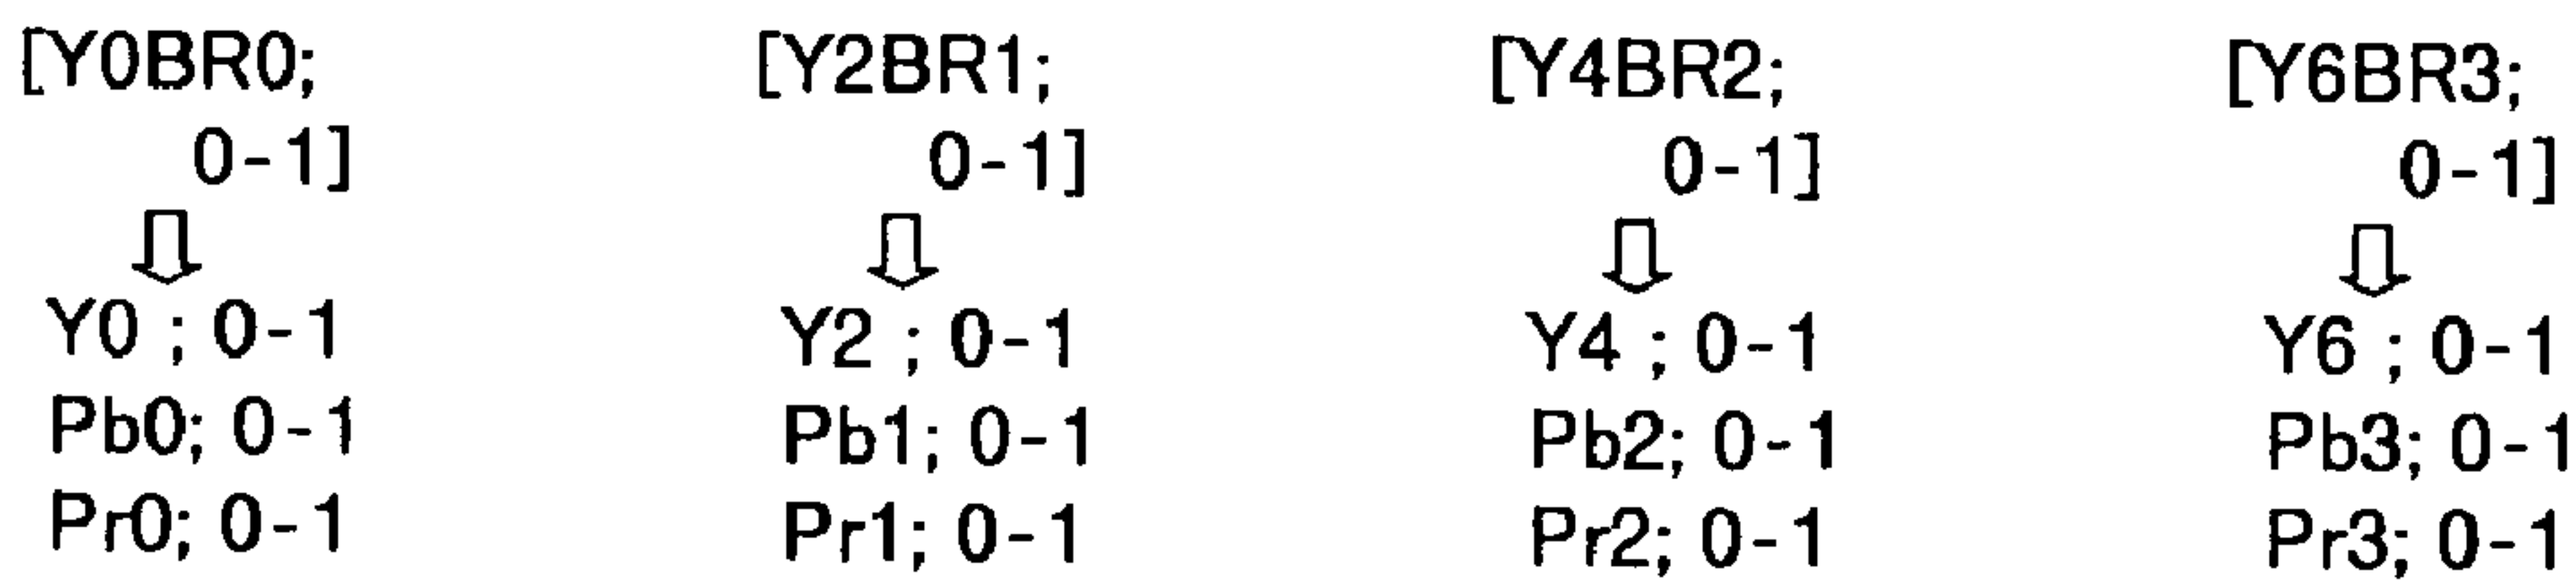 [Y0BR0; [Y2BR1; [Y4BR2; [Y6BR3;
0-1] 0-1] 0-1] 0-1]
Y0 ; 0-1 Y2 ; 0-1 Y4 ; 0-1 Y6 ; 0-1
Pb0; 0-1 Pb1; 0-1 Pb2; 0-1 Pb3; 0-1
Pr0; 0-1 Pr1; 0-1 Pr2; 0-1 Pr3; 0-1